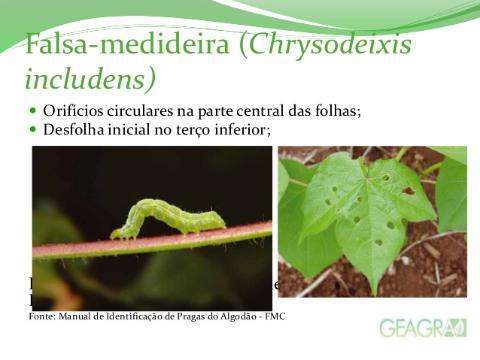 Falsa-medideira (Chrysodeixis
includens)
Orifícios circulares na parte central das folhas;
Desfolha inicial no terço inferior;
Fonte: Manual de Identificação de Pragas do Algodão - FMC
GEAGRA